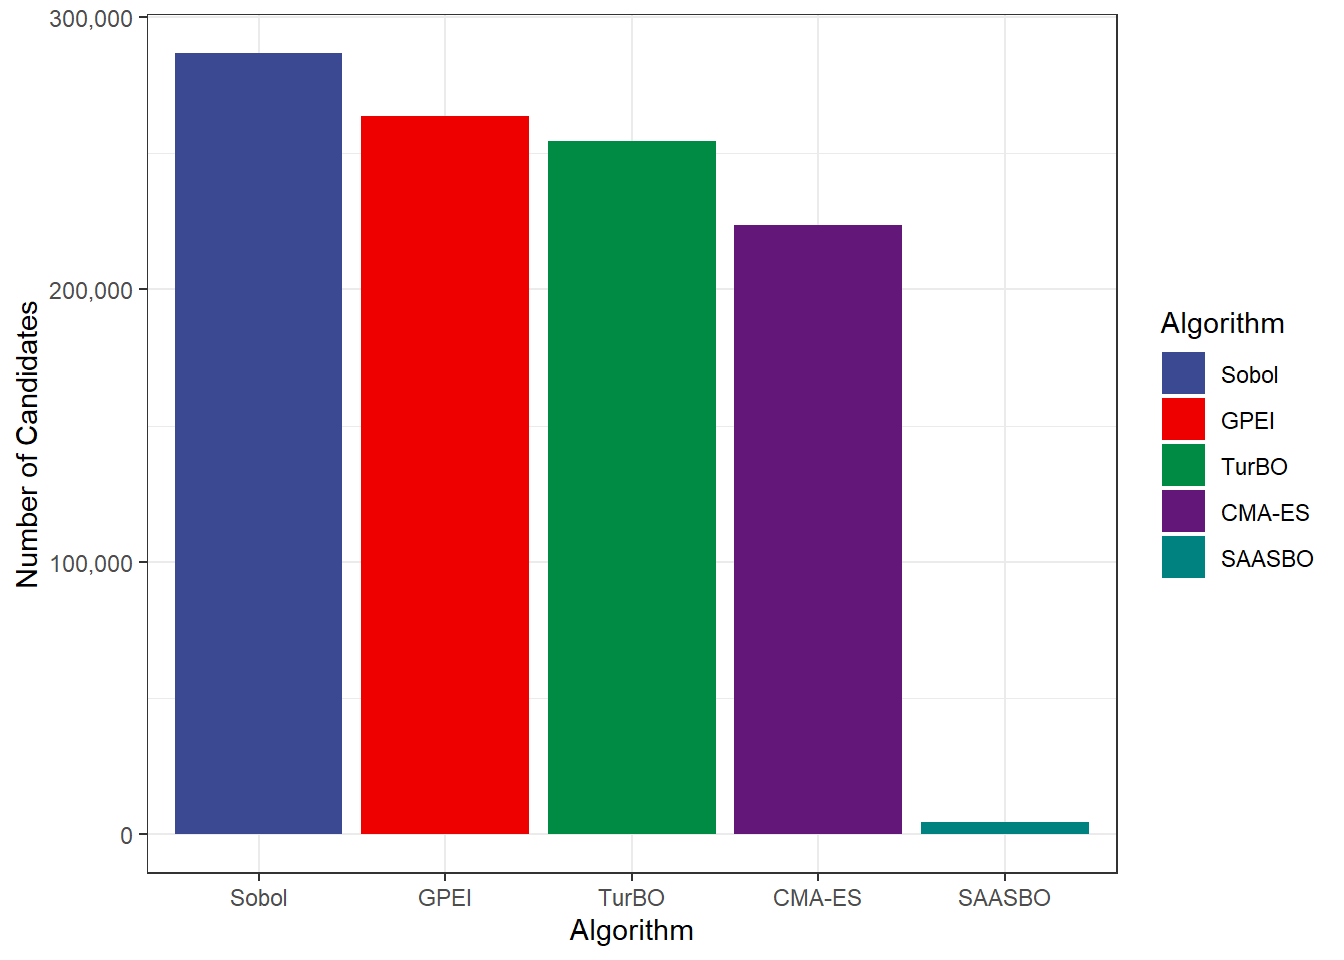 300,000
200,000
100,000
0
Number of Candidates
Sobol
GPEI
TurBO
CMA-ES
SAASBO
Algorithm
Algorithm
Sobol
GPEI
TurBO
CMA-ES
SAASBO